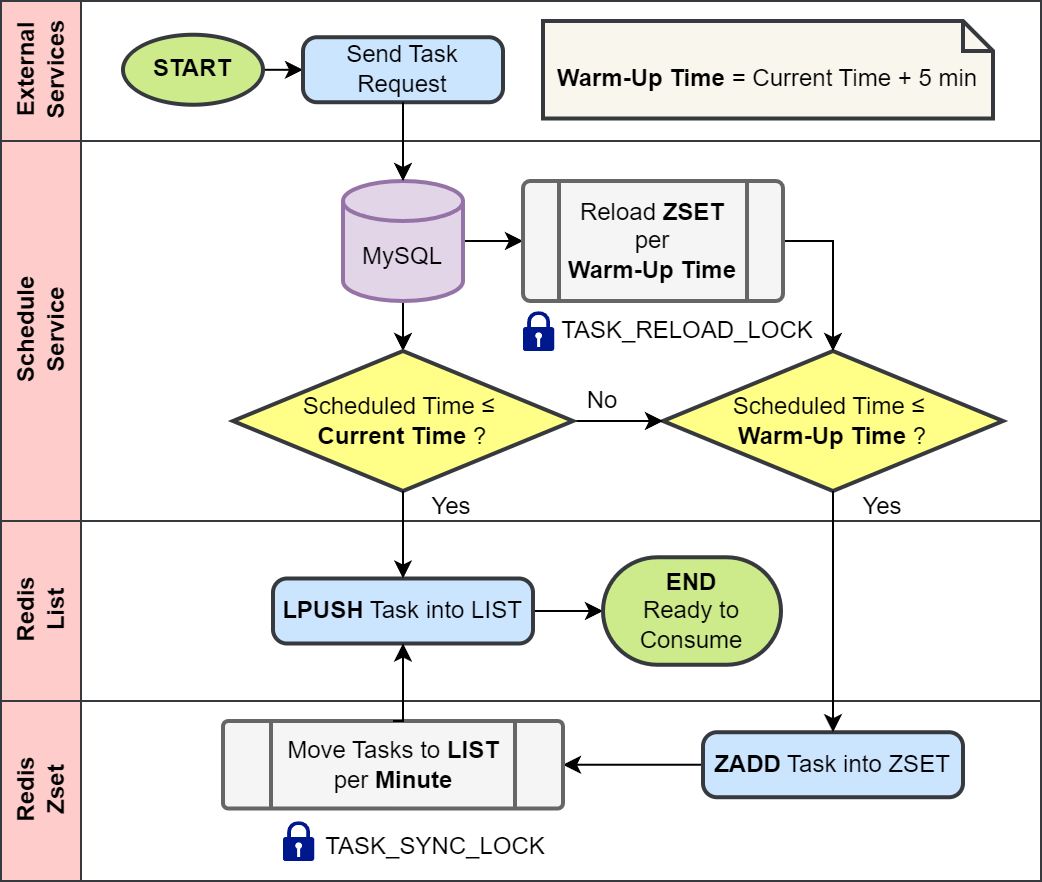 External
Services
START
Send Task
Request
Warm-Up Time = Current Time + 5 min
Schedule
Service
MySQL
Reload ZSET
per
Warm-Up Time
TASK_RELOAD_LOCK
Scheduled Time ≤
Current Time ?
No
Scheduled Time ≤
Warm-Up Time ?
Yes
Yes
Redis
List
LPUSH Task into LIST
END
Ready to
Consume
Redis
Zset
Move Tasks to LIST
per Minute
ZADD Task into ZSET
TASK_SYNC_LOCK